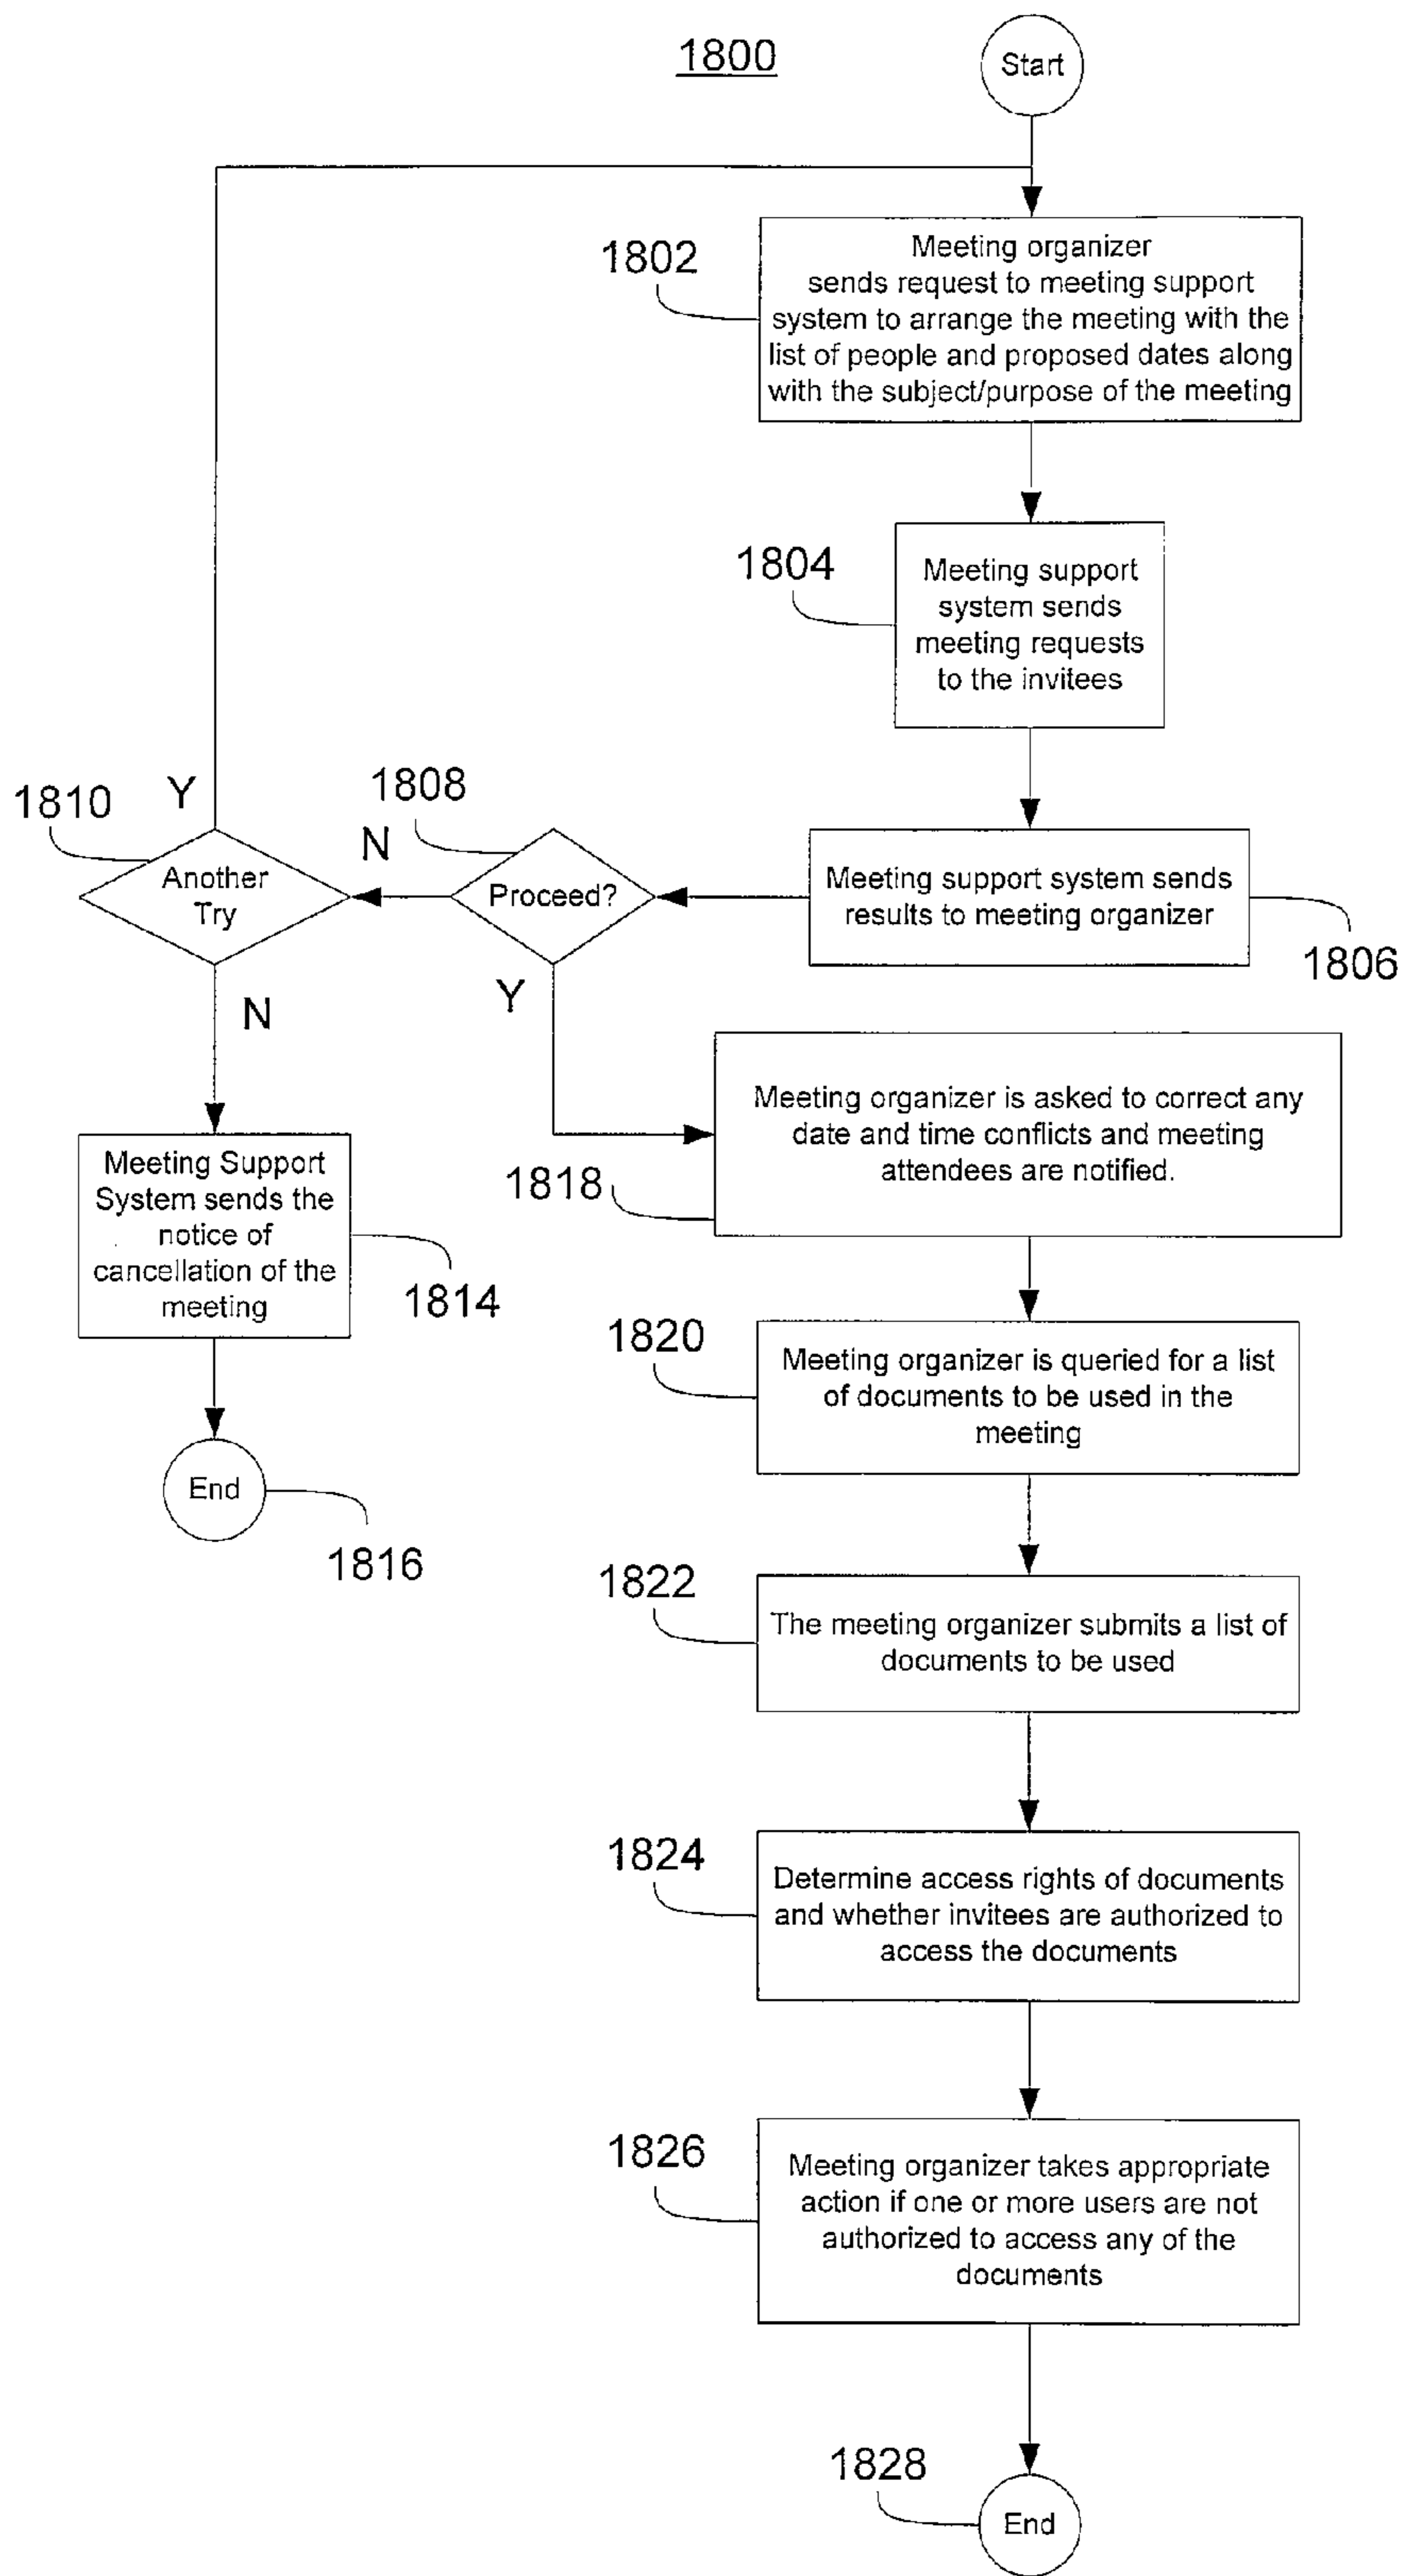 1800
Start
1802
Meeting organizer
sends request to meeting support
system to arrange the meeting with the
list of people and proposed dates along
with the subject/purpose of the meeting
1804
Meeting support
system sends
meeting requests
to the invitees
1810
Y
Another
Try
N
1808
N
Proceed?
Y
Meeting support system sends
results to meeting organizer
1806
Meeting Support
System sends the
notice of
cancellation of the
meeting
1814
End
1816
Meeting organizer is asked to correct any
date and time conflicts and meeting
attendees are notified.
1818
1820
Meeting organizer is queried for a list
of documents to be used in the
meeting
1822
The meeting organizer submits a list of
documents to be used
1824
Determine access rights of documents
and whether invitees are authorized to
access the documents
1826
Meeting organizer takes appropriate
action if one or more users are not
authorized to access any of the
documents
1828
End